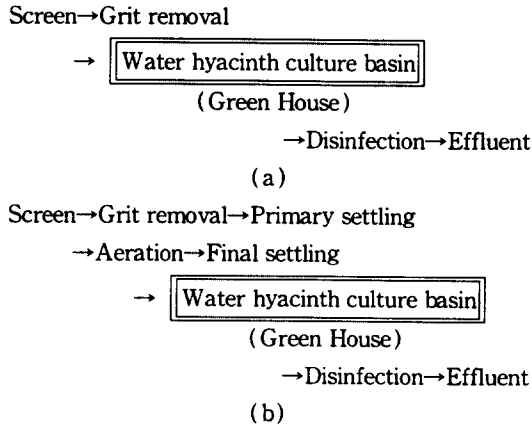 Screen→Grit removal
→ Water hyacinth culture basin
(Green House)
→Disinfection→Effluent
(a)
Screen→Grit removal→Primary settling
→Aeration→Final settling
→ Water hyacinth culture basin
(Green House)
→Disinfection→Effluent
(b)